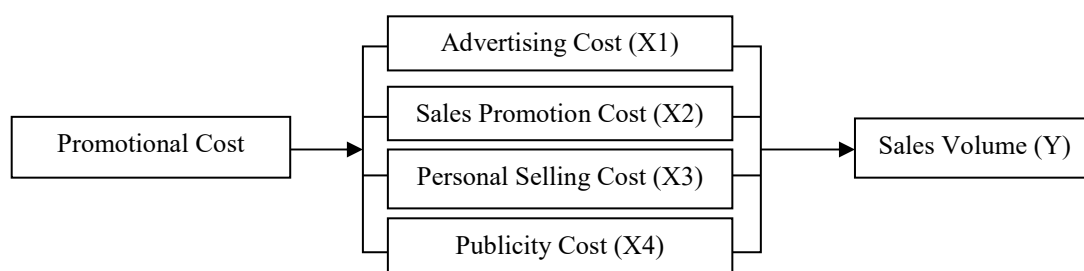 Advertising Cost (X1)
Sales Promotion Cost (X2)
Promotional Cost
Sales Volume (Y)
Personal Selling Cost (X3)
Publicity Cost (X4)